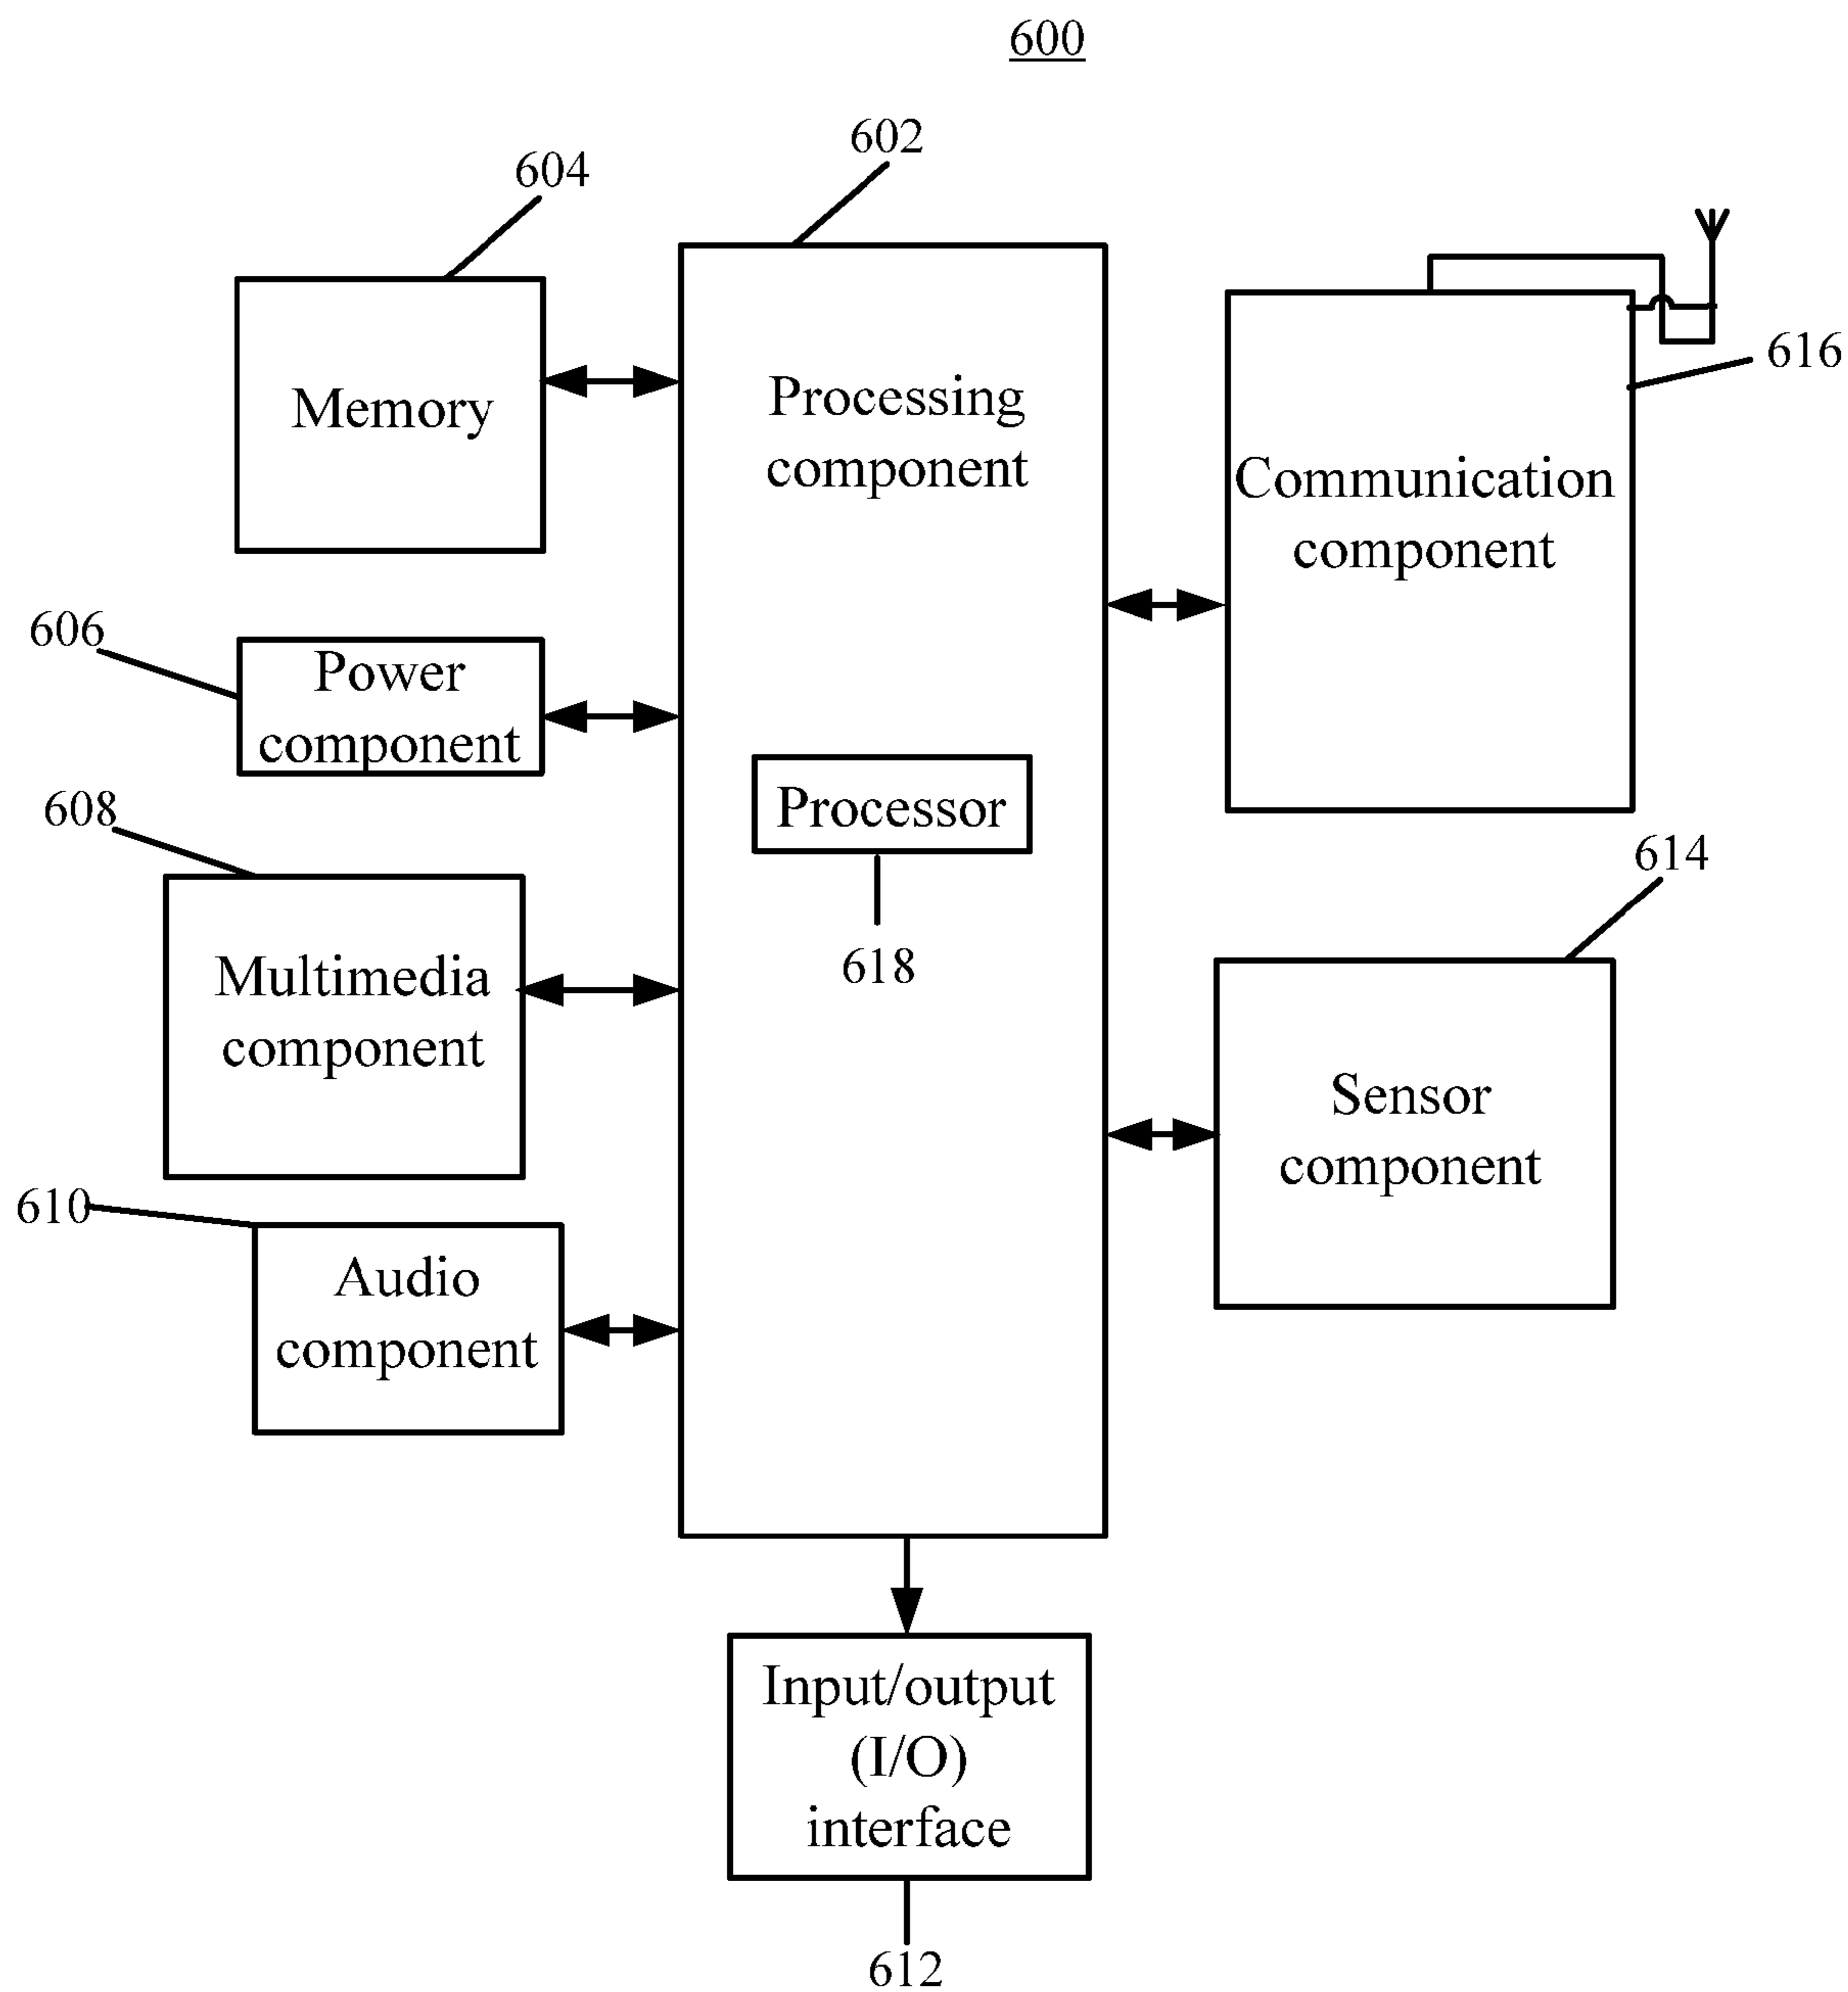 600
602
604
Memory
Processing
component
616
Communication
component
606
Power
component
608
Processor
618
614
Multimedia
component
610
Sensor
component
Audio
component
Input/output
(I/O)
interface
612